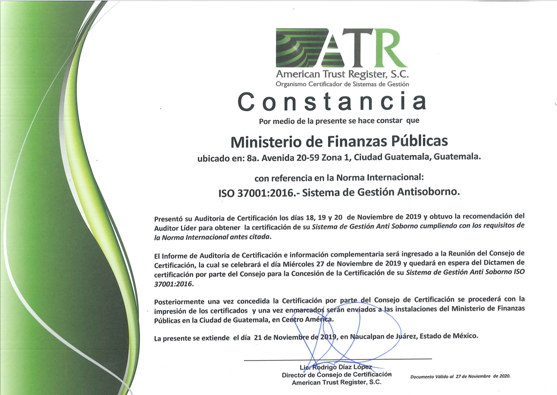 ATR
American Trust Register, S.C.
Organismo Certificador de Sistemas de Gestión
Constancia
Por medio de la presente se hace constar que
Ministerio de Finanzas Públicas
ubicado en: 8a. Avenida 20-59 Zona 1, Ciudad Guatemala, Guatemala.
con referencia en la Norma Internacional:
ISO 37001:2016.- Sistema de Gestión Antisoborno.
Presentó su Auditoria de Certificación los días 18, 19 y 20 de Noviembre de 2019 y obtuvo la recomendación del
Auditor Líder para obtener la certificación de su Sistema de Gestión Anti Soborno cumpliendo con los requisitos de
la Norma Internacional antes citada.
El Informe de Auditoria de Certificación e información complementaria será ingresado a la Reunión del Consejo de
Certificación, la cual se celebrará el día Miércoles 27 de Noviembre de 2019 y quedará en espera del Dictamen de
certificación por parte del Consejo para la Concesión de la Certificación de su Sistema de Gestión Anti Soborno ISO
37001:2016.
Posteriormente una vez concedida la Certificación por parte del Consejo de Certificación se procederá con la
impresión de los certificados y una vez enmarcados serán enviados a las instalaciones del Ministerio de Finanzas
Públicas en la Ciudad de Guatemala, en Centro América.
La presente se extiende el día 21 de Noviembre de 2019, en Naucalpan de Juárez, Estado de México.
Lic. Rodrigo Díaz López
Director de Consejo de Certificación
American Trust Register, S.C.
Documento Válido al 27 de Noviembre de 2020.